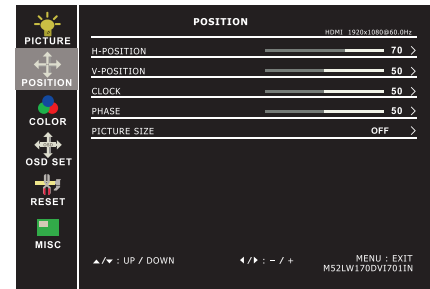 PICTURE
POSITION
COLOR
OSD
OSD SET
RESET
MISC
POSITION
HDMI 1920x1080@60.0Hz
H-POSITION 70 >
V-POSITION 50 >
CLOCK 50 >
PHASE 50 >
PICTURE SIZE OFF >
▲/▼ : UP / DOWN ◀/▶ : - / + MENU : EXIT
M52LW170DVI701IN